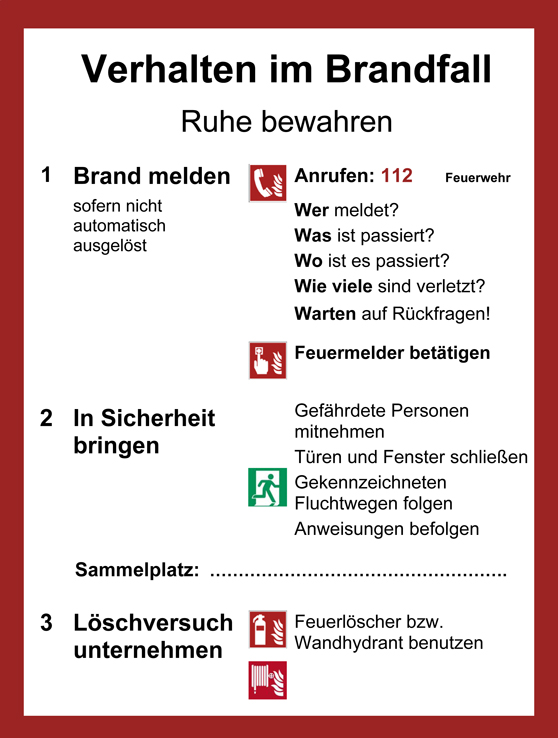 Verhalten im Brandfall
Ruhe bewahren
1 Brand melden
sofern nicht
automatisch
ausgelöst
Anrufen: 112 Feuerwehr
Wer meldet?
Was ist passiert?
Wo ist es passiert?
Wie viele sind verletzt?
Warten auf Rückfragen!
Feuermelder betätigen
2 In Sicherheit
bringen
Gefährdete Personen
mitnehmen
Türen und Fenster schließen
Gekennzeichneten
Fluchtwegen folgen
Anweisungen befolgen
Sammelplatz: ....................................................
3 Löschversuch
unternehmen
Feuerlöscher bzw.
Wandhydrant benutzen